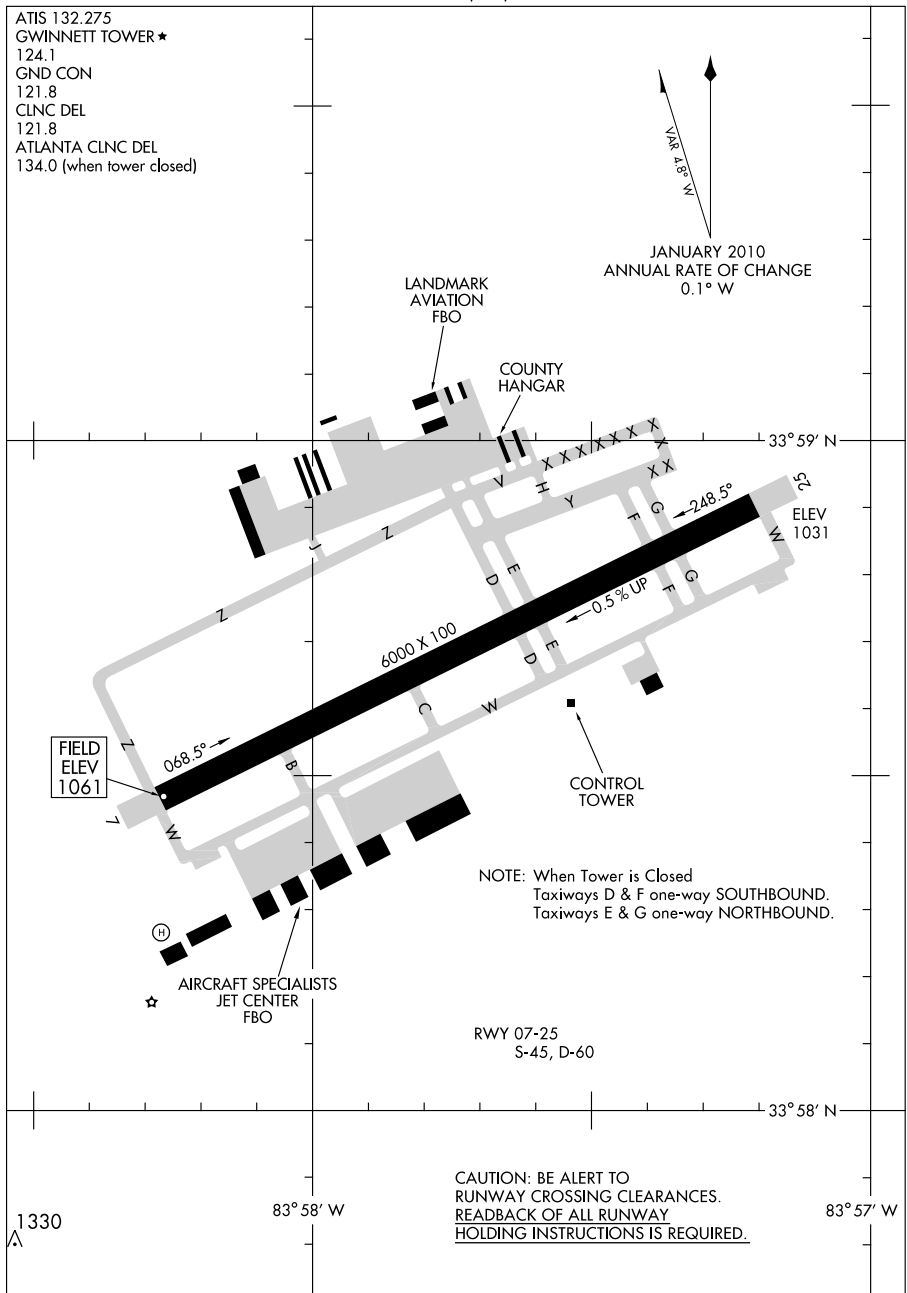 ATIS 132.275
GWINNETT TOWER★
124.1
GND CON
121.8
CLNC DEL
121.8
ATLANTA CLNC DEL
134.0 (when tower closed)
VAR 4.8° W
JANUARY 2010
ANNUAL RATE OF CHANGE
0.1° W
LANDMARK
AVIATION
FBO
COUNTY
HANGAR
33°59' N
X X X X X X X
X
X X
V
H
Y
F
G
248.5°
25
ELEV
1031
W
J
Z
Z
D
E
G
F
0.5% UP
6000 X 100
E
D
C
W
Z
068.5°
FIELD
ELEV
1061
B
7
W
CONTROL
TOWER
NOTE: When Tower is Closed
Taxiways D & F one-way SOUTHBOUND.
Taxiways E & G one-way NORTHBOUND.
H
AIRCRAFT SPECIALISTS
JET CENTER
FBO
RWY 07-25
S-45, D-60
33°58' N
CAUTION: BE ALERT TO
RUNWAY CROSSING CLEARANCES.
READBACK OF ALL RUNWAY
HOLDING INSTRUCTIONS IS REQUIRED.
1330
83°58' W
83°57' W